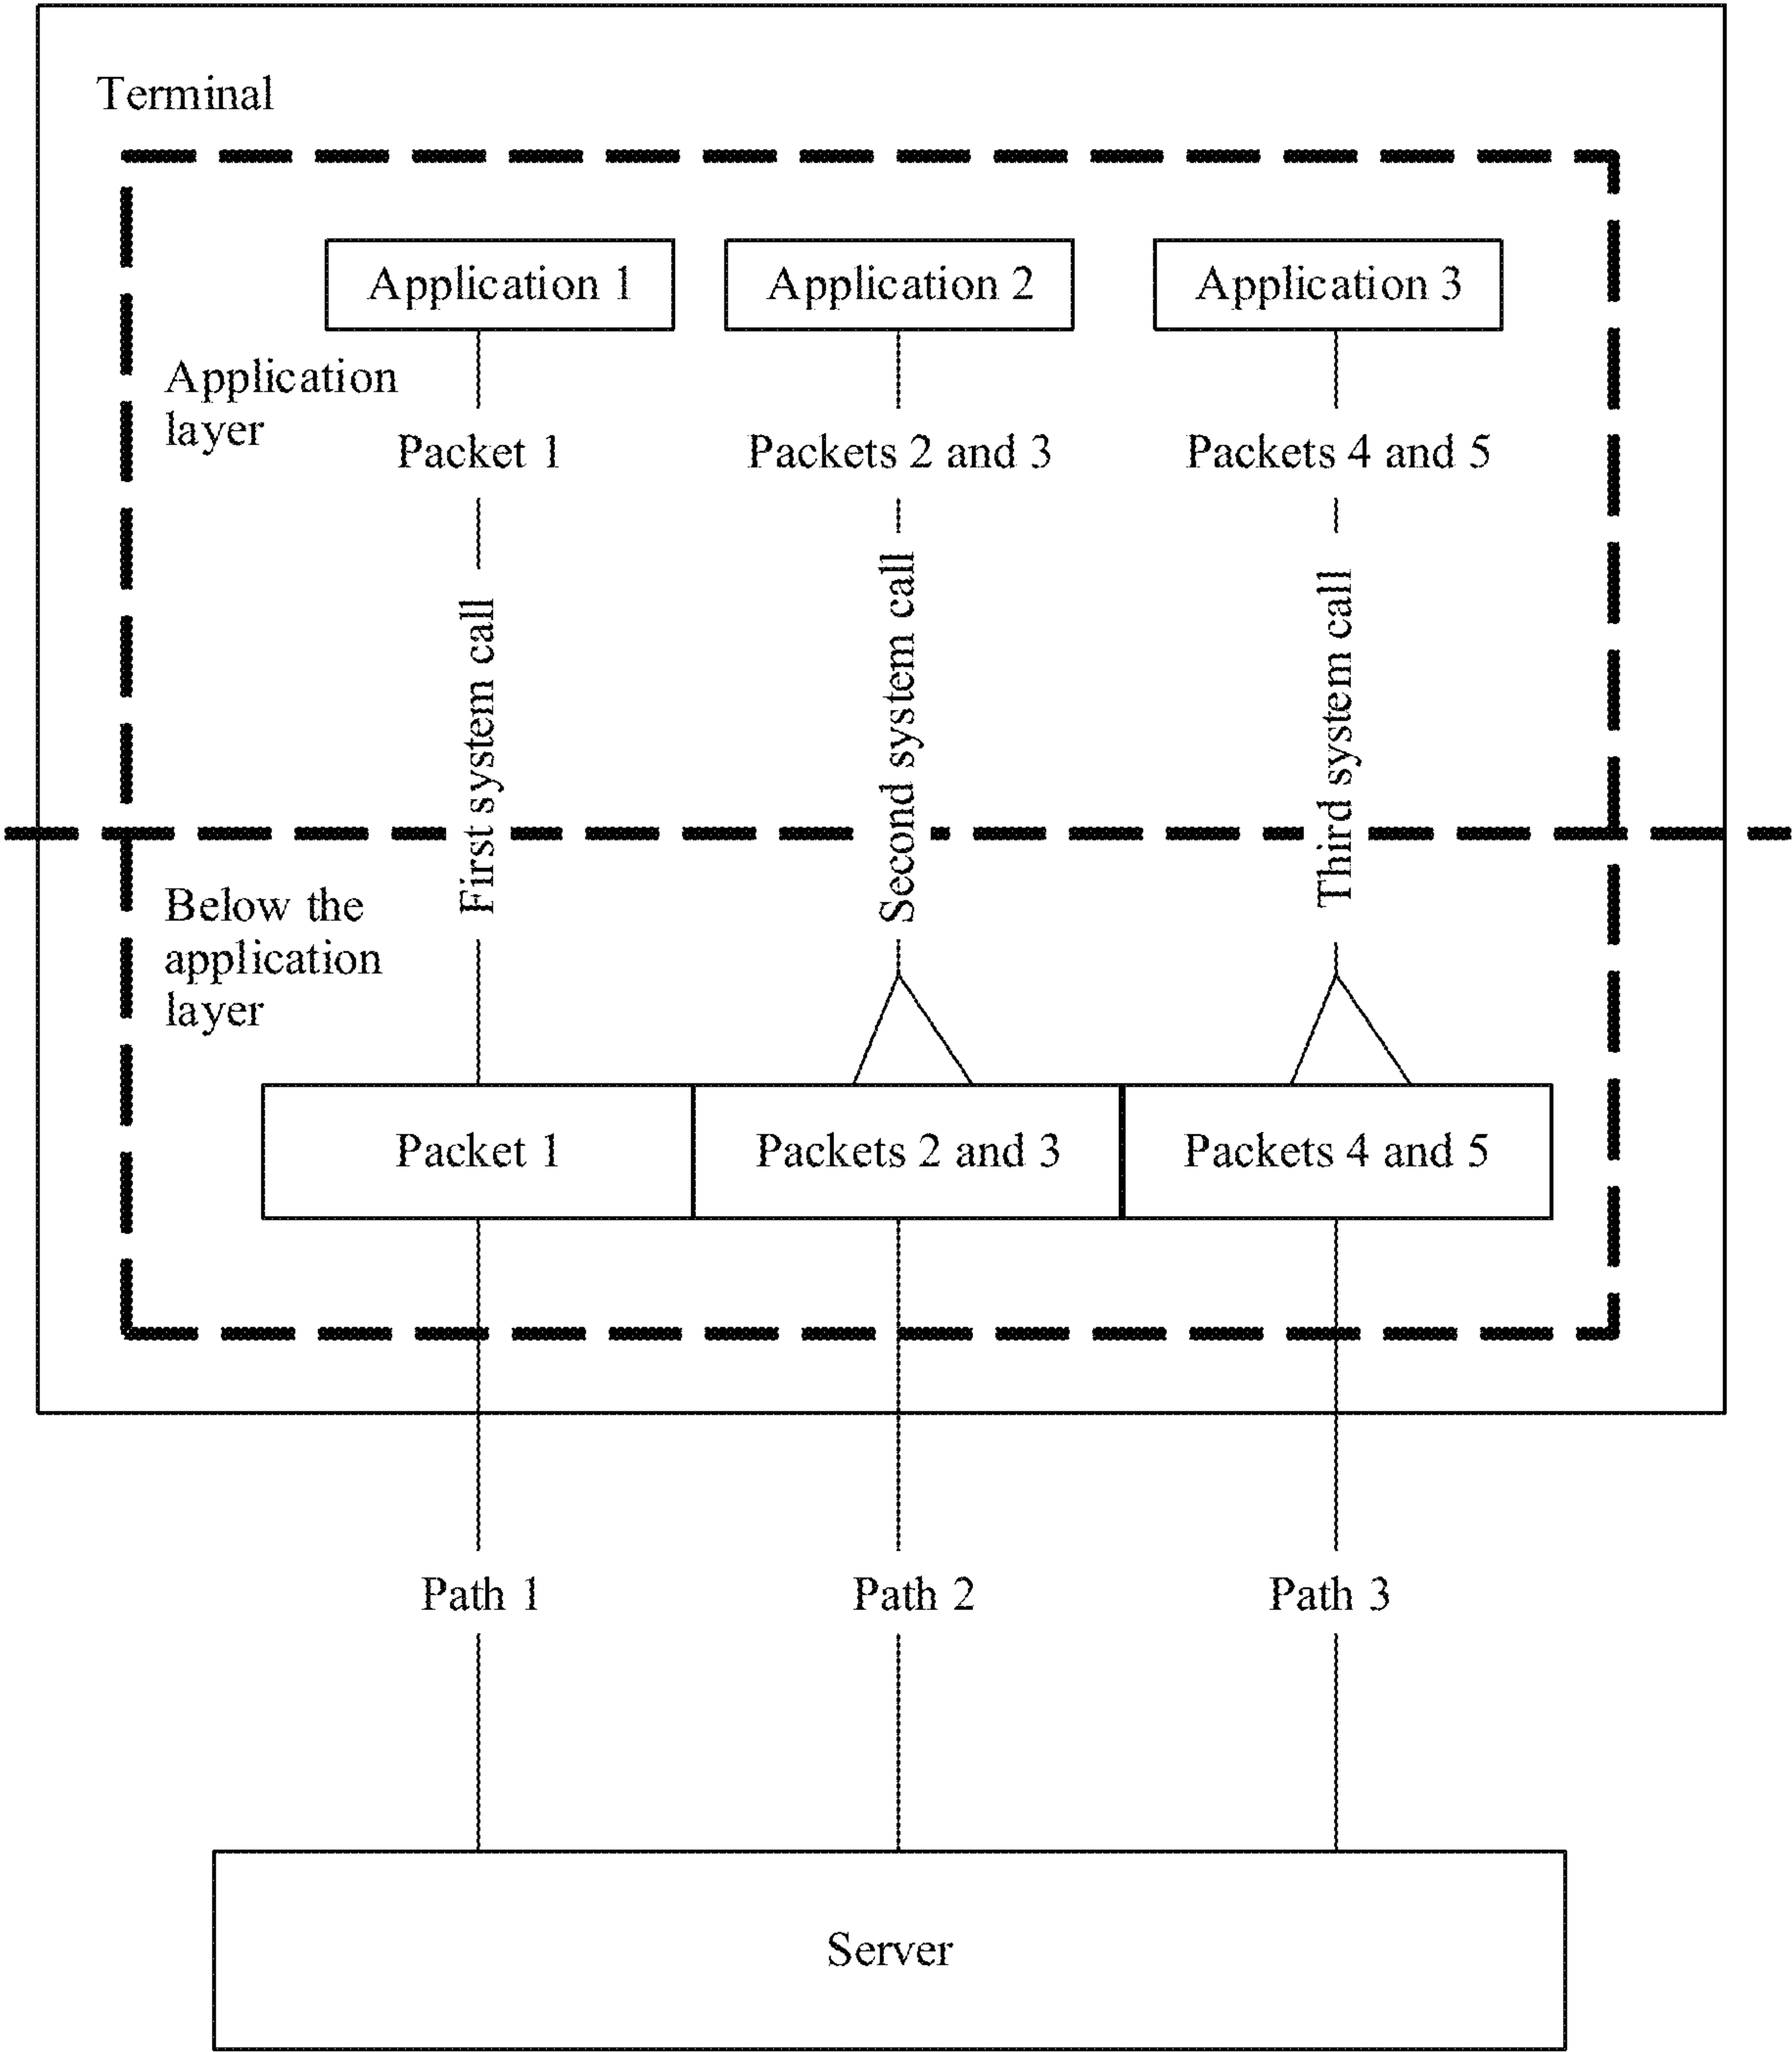 Terminal
Application 1
Application 2
Application 3
Application
layer
Packet 1
Packets 2 and 3
Packets 4 and 5
First system call
Second system call
Third system call
Below the
application
layer
Packet 1
Packets 2 and 3
Packets 4 and 5
Path 1
Path 2
Path 3
Server